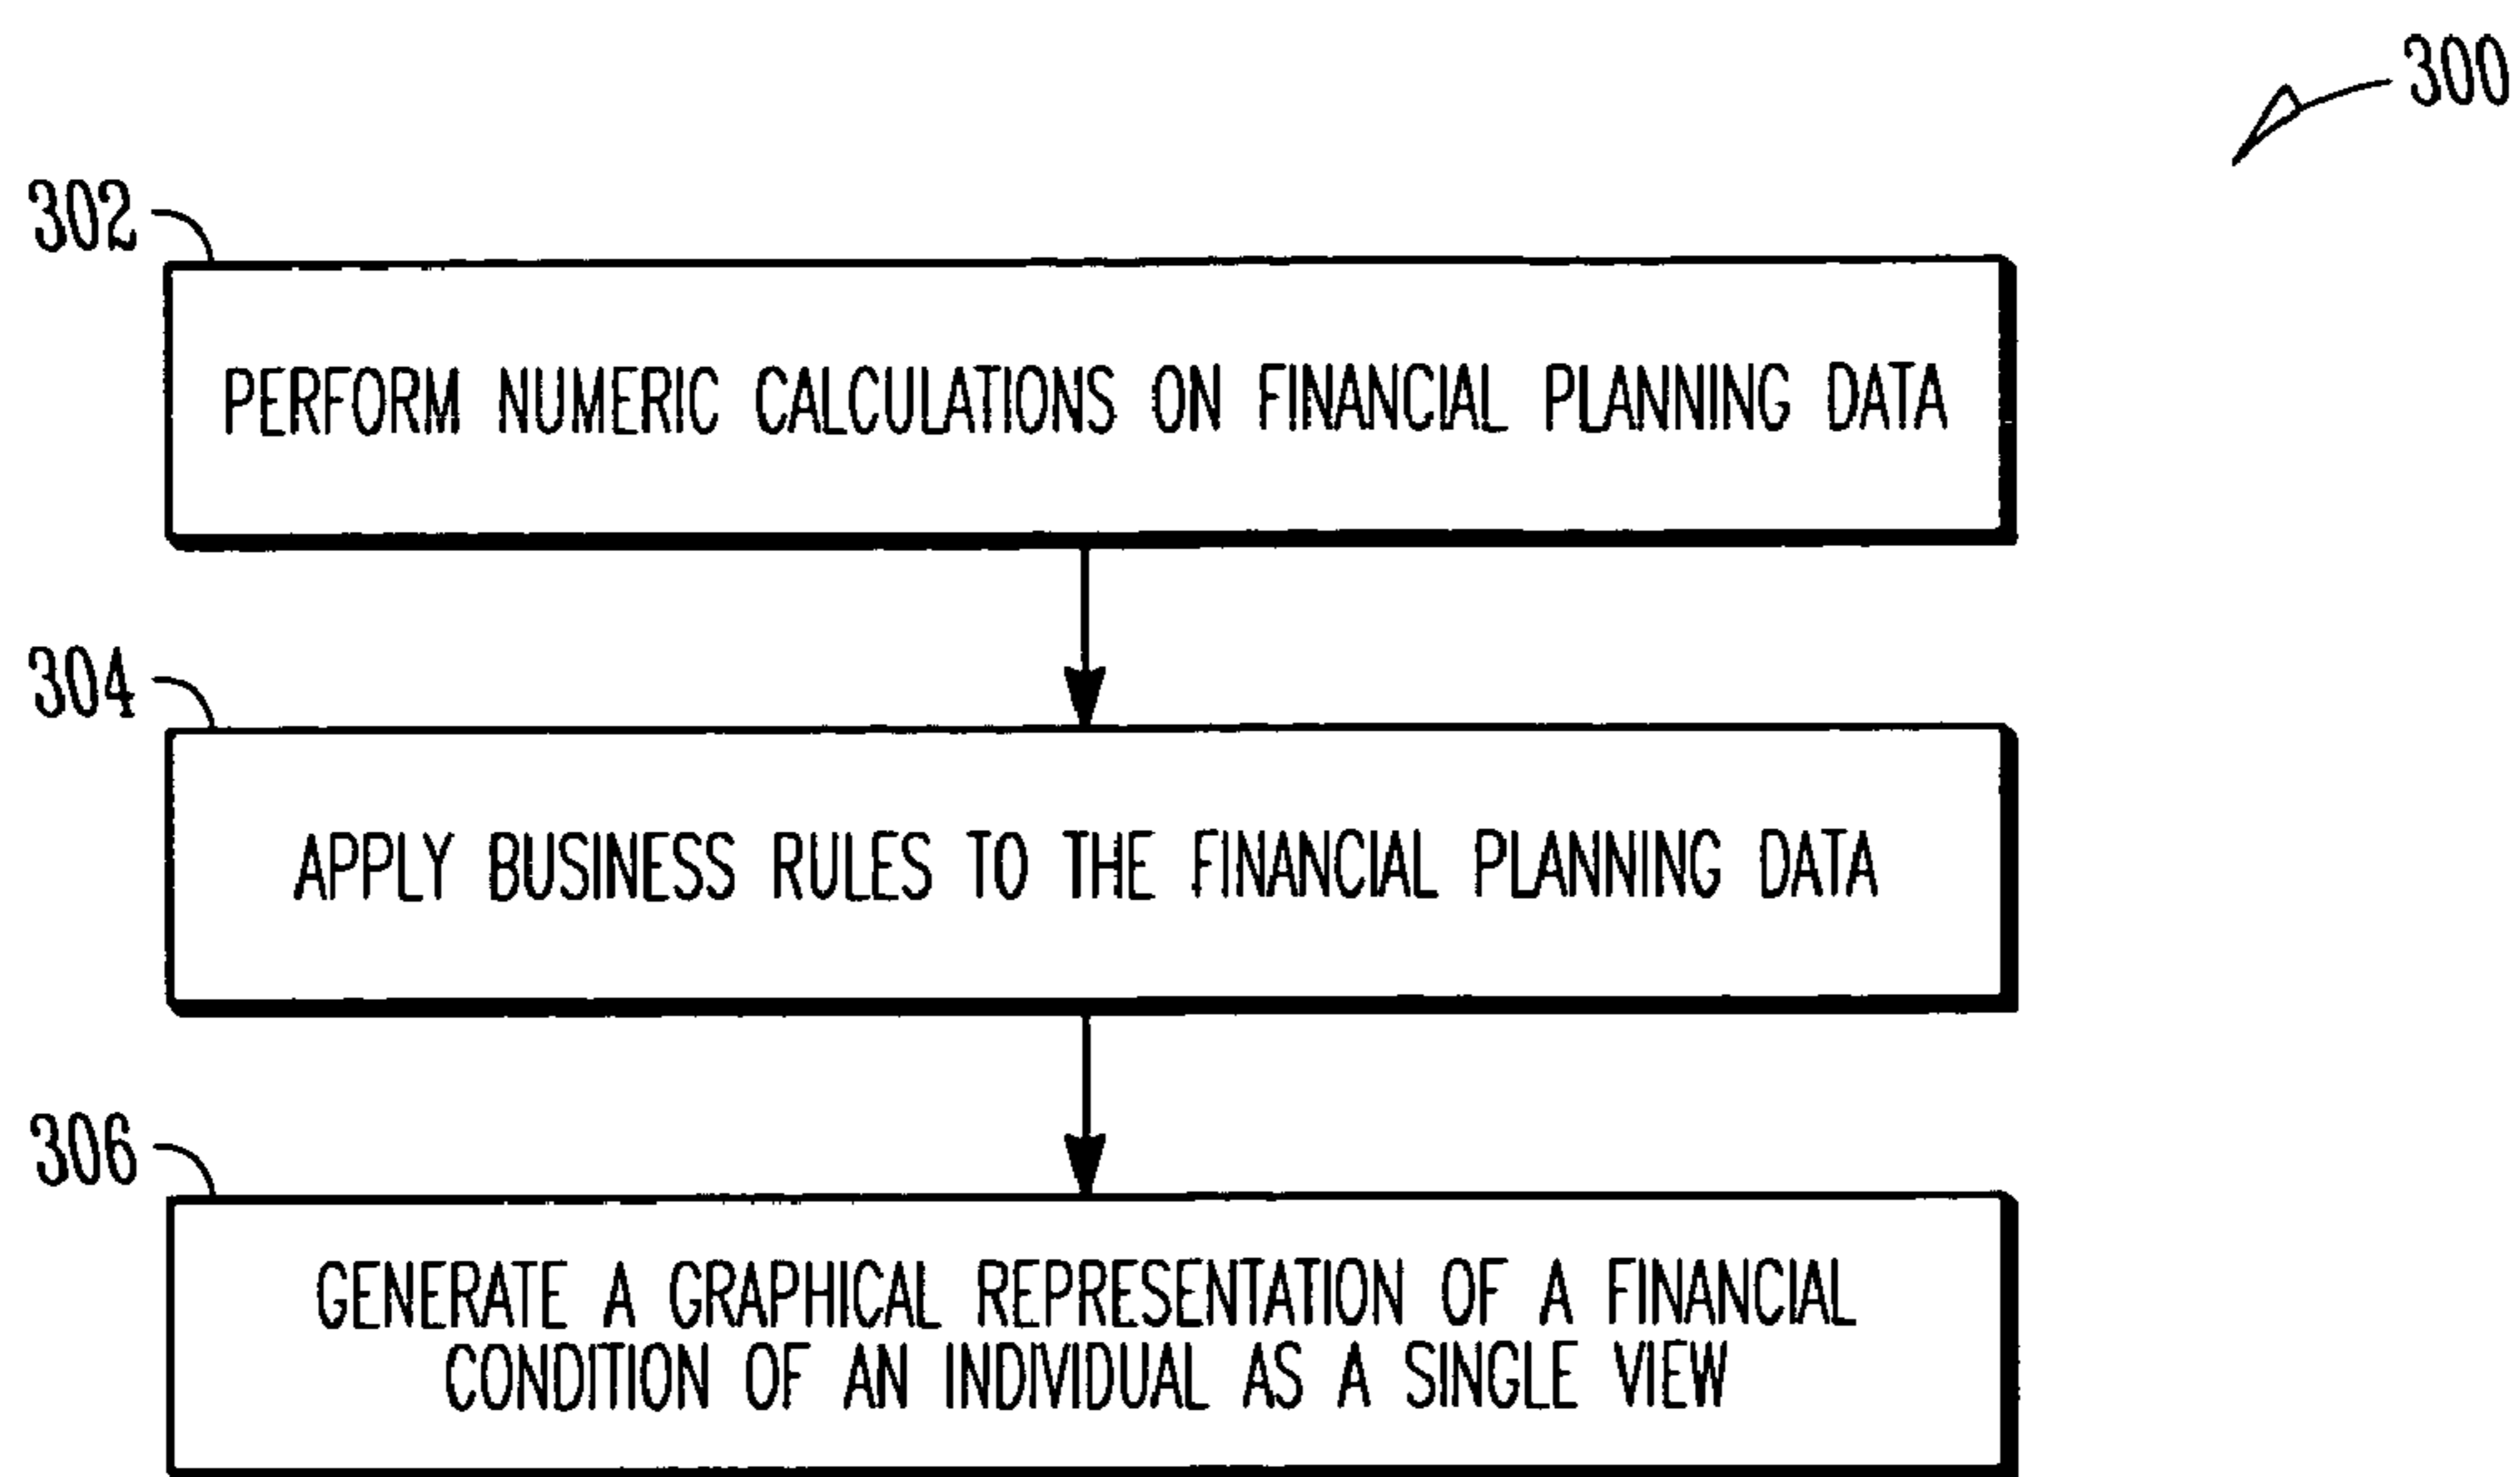 300
302
PERFORM NUMERIC CALCULATIONS ON FINANCIAL PLANNING DATA
304
APPLY BUSINESS RULES TO THE FINANCIAL PLANNING DATA
306
GENERATE A GRAPHICAL REPRESENTATION OF A FINANCIAL
CONDITION OF AN INDIVIDUAL AS A SINGLE VIEW